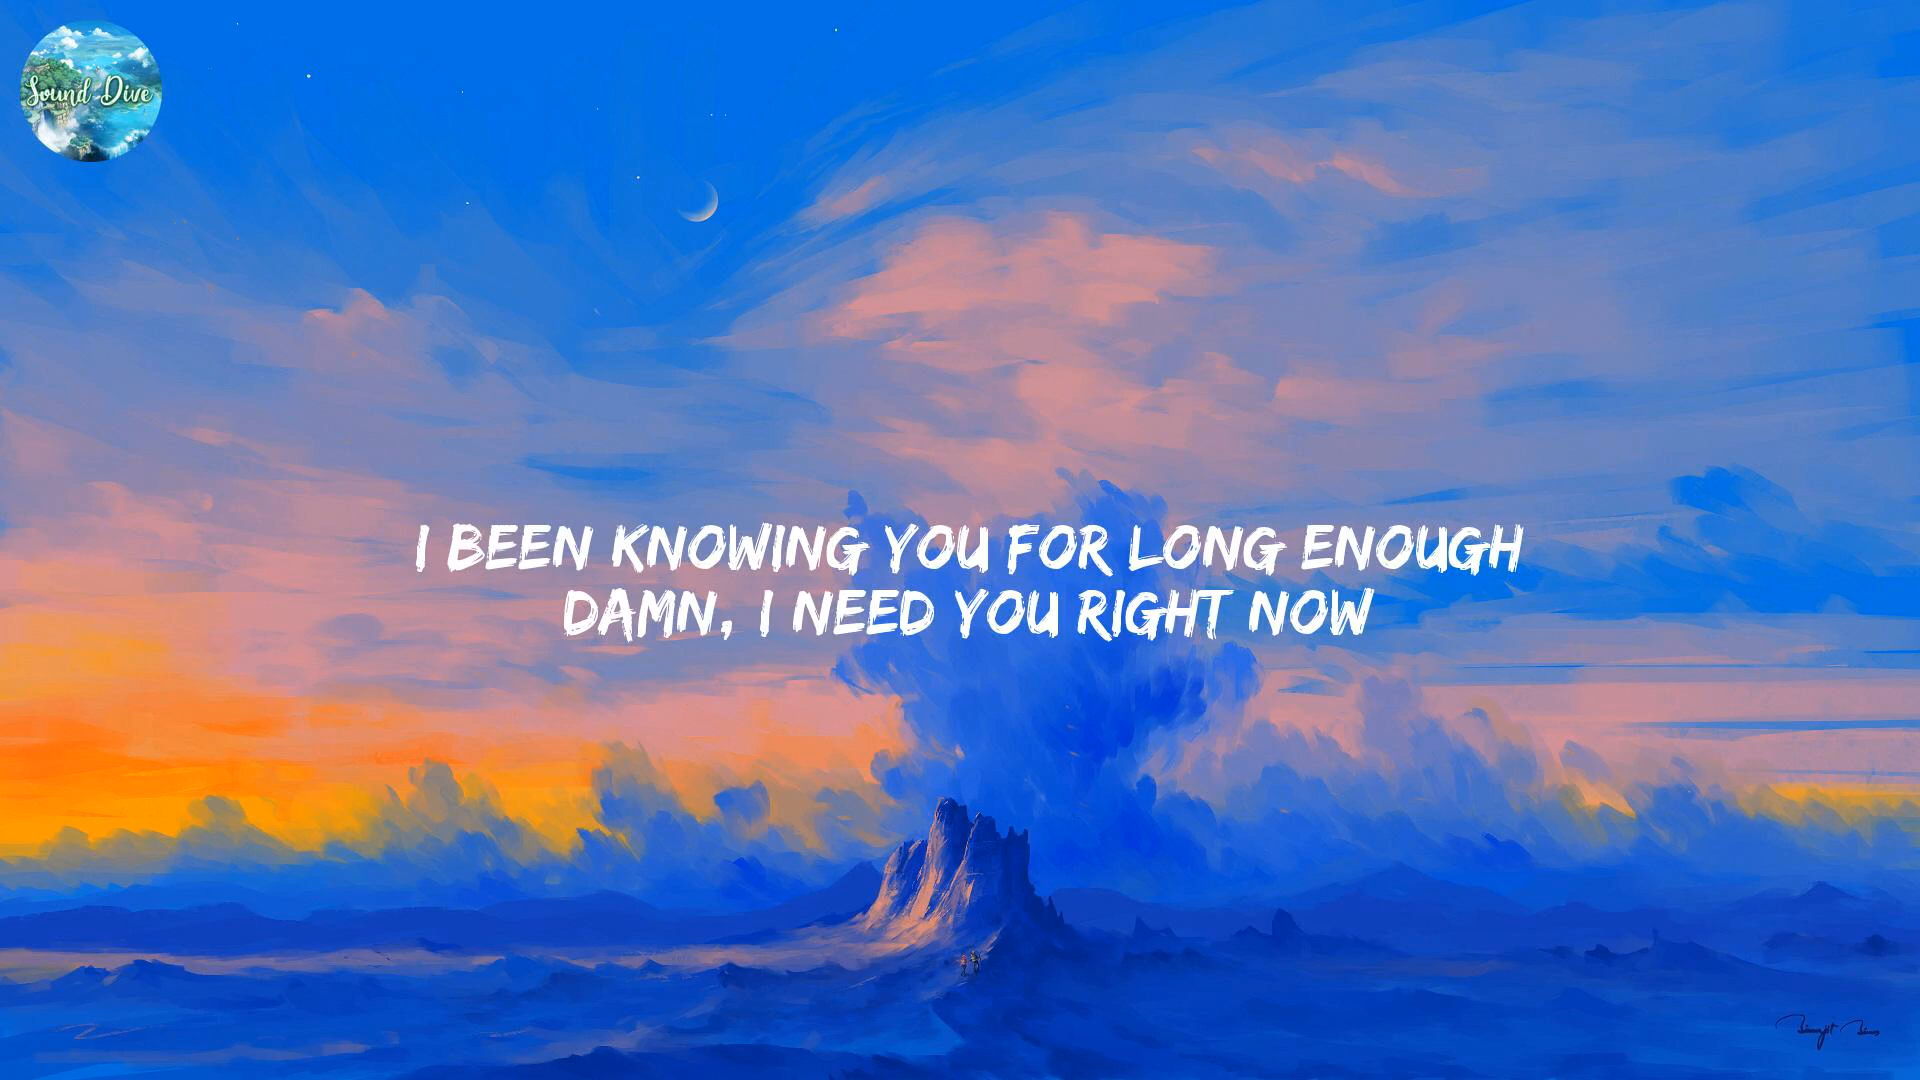 Sound Dive
I BEEN KNOWING YOU FOR LONG ENOUGH
DAMN, I NEED YOU RIGHT NOW